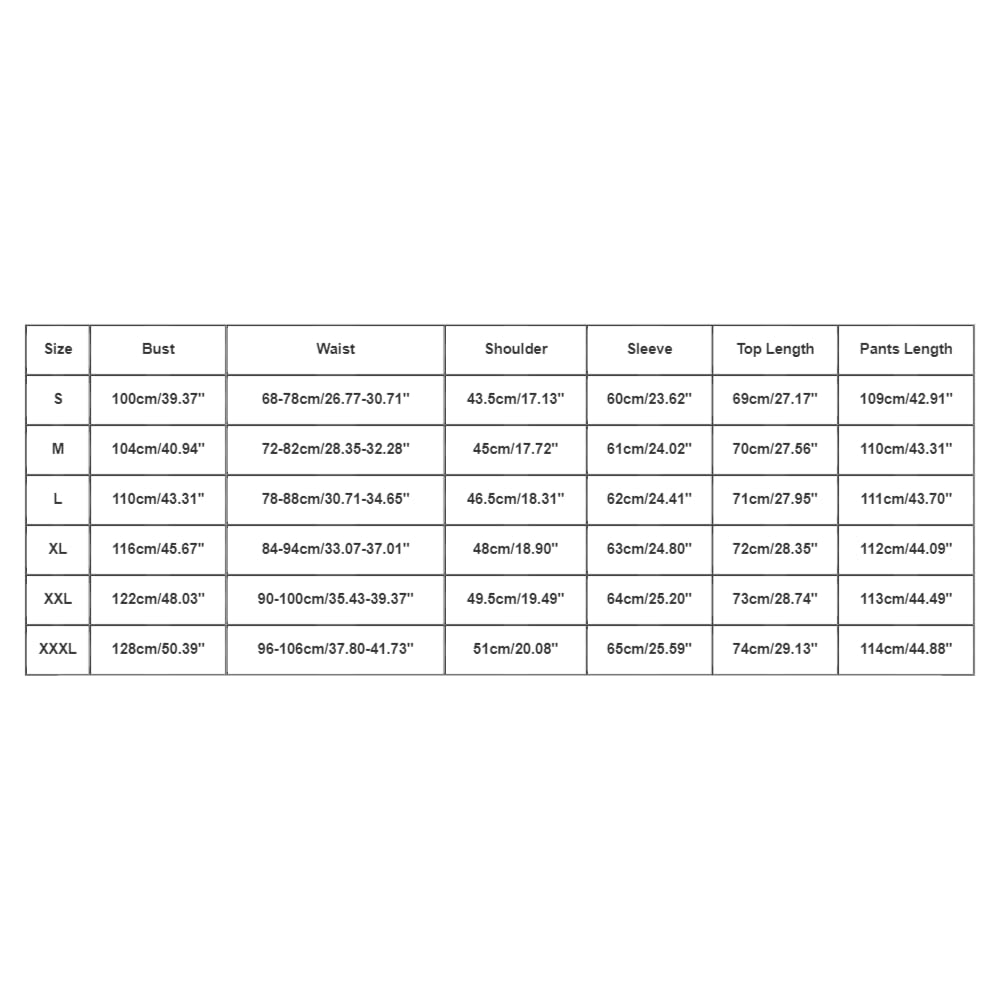 Size Bust Waist Shoulder Sleeve Top Length Pants Length
S 100cm/39.37" 68-78cm/26.77-30.71" 43.5cm/17.13" 60cm/23.62" 69cm/27.17" 109cm/42.91"
M 104cm/40.94" 72-82cm/28.35-32.28" 45cm/17.72" 61cm/24.02" 70cm/27.56" 110cm/43.31"
L 110cm/43.31" 78-88cm/30.71-34.65" 46.5cm/18.31" 62cm/24.41" 71cm/27.95" 111cm/43.70"
XL 116cm/45.67" 84-94cm/33.07-37.01" 48cm/18.90" 63cm/24.80" 72cm/28.35" 112cm/44.09"
XXL 122cm/48.03" 90-100cm/35.43-39.37" 49.5cm/19.49" 64cm/25.20" 73cm/28.74" 113cm/44.49"
XXXL 128cm/50.39" 96-106cm/37.80-41.73" 51cm/20.08" 65cm/25.59" 74cm/29.13" 114cm/44.88"